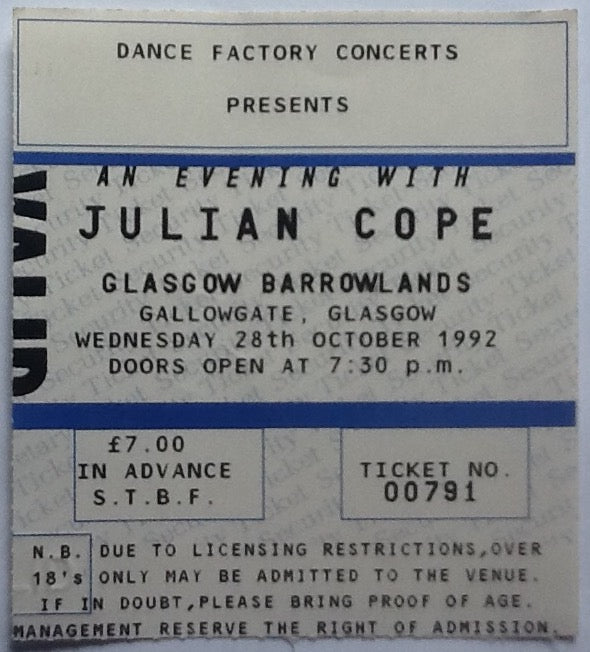 DANCE FACTORY CONCERTS
PRESENTS
AN EVENING WITH
JULIAN COPE
GLASGOW BARROWLANDS
GALLOWGATE, GLASGOW
WEDNESDAY 28th OCTOBER 1992
DOORS OPEN AT 7:30 p.m.
£7.00
IN ADVANCE
S.T.B.F.
TICKET NO.
00791
N.B. DUE TO LICENSING RESTRICTIONS,OVER
18's ONLY MAY BE ADMITTED TO THE VENUE.
IF IN DOUBT,PLEASE BRING PROOF OF AGE.
MANAGEMENT RESERVE THE RIGHT OF ADMISSION.